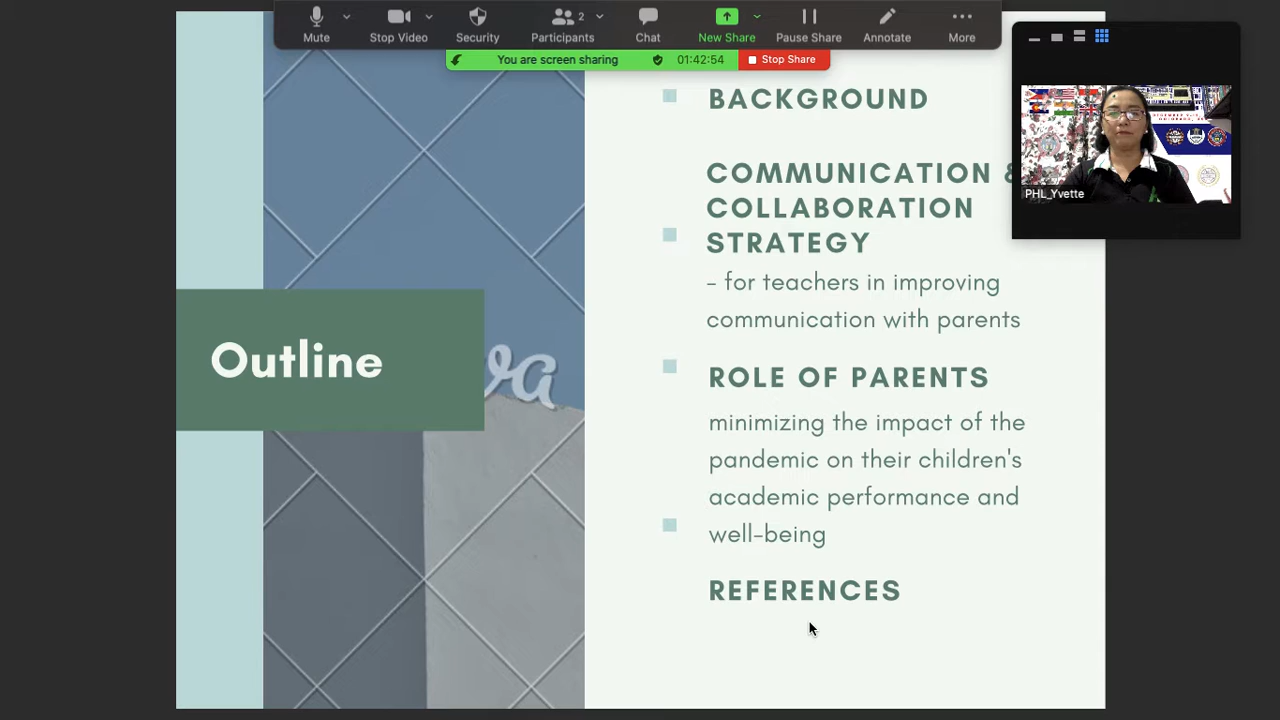 Mute
Stop Video
Security
2
Participants
Chat
New Share
Pause Share
Annotate
More
You are screen sharing
01:42:54
Stop Share
BACKGROUND
COMMUNICATION &
COLLABORATION
STRATEGY
- for teachers in improving
communication with parents
ROLE OF PARENTS
minimizing the impact of the
pandemic on their children's
academic performance and
well-being
REFERENCES
Outline
va
PHL_Yvette